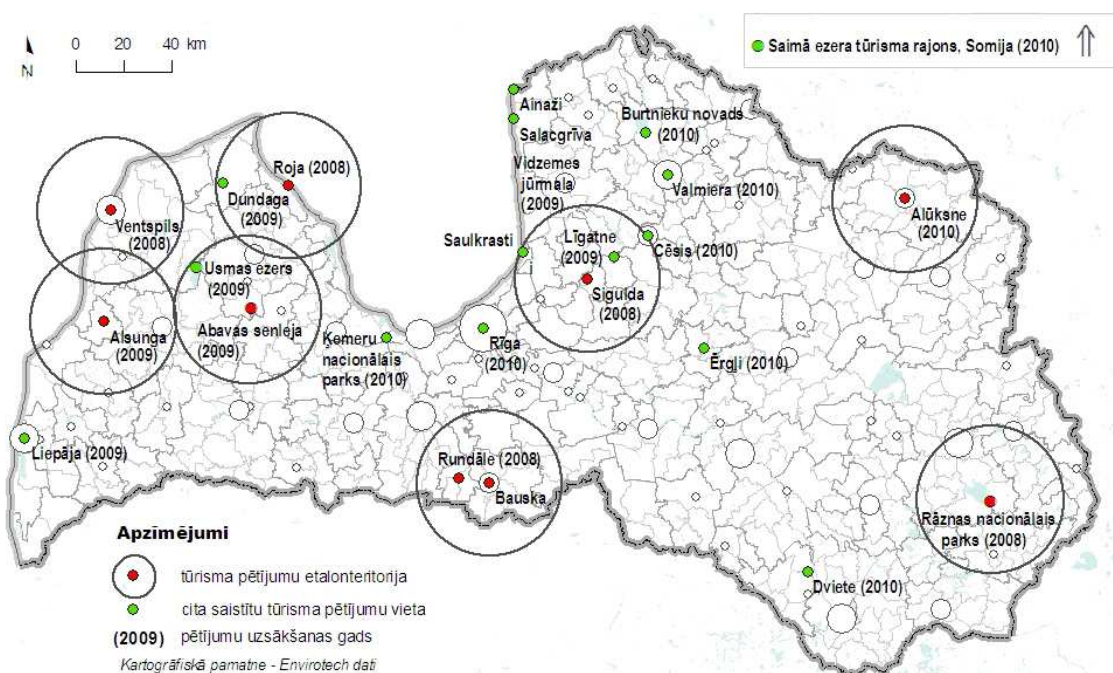 Saimā ezera tūrisma rajons, Somija (2010)
0 20 40 km
N
Ainaži
Salacgrīva
Burtnieku novads
(2010)
Vidzemes
jūrmala
(2009)
Valmiera (2010)
Roja (2008)
Dundaga
(2009)
Ventspils
(2008)
Alūksne
(2010)
Saulkrasti
Līgatne
(2009)
Cēsis (2010)
Sigulda
(2008)
Usmas ezers
(2009)
Abavas senleja
(2009)
Alsunga
(2009)
Ķemeru
nacionālais
parks (2010)
Rīga
(2010)
Ērgļi (2010)
Liepāja (2009)
Rundāle (2008)
Bauska
Rāznas nacionālais
parks (2008)
Dviete (2010)
Apzīmējumi
tūrisma pētījumu etalonteritorija
cita saistītu tūrisma pētījumu vieta
(2009) pētījumu uzsākšanas gads
Kartogrāfiskā pamatne - Envirotech dati